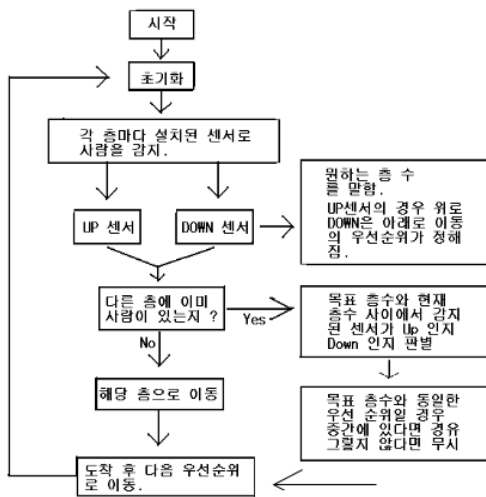 시작
초기화
각 층마다 설치된 센서로
사람을 감지.
UP 센서
DOWN 센서
원하는 층 수
를 말함.
UP센서의 경우 위로
DOWN은 아래로 이동
의 우선순위가 정해
짐.
다른 층에 이미
사람이 있는지 ?
Yes
No
목표 층수와 현재
층수 사이에서 감지
된 센서가 Up 인지
Down 인지 판별
해당 층으로 이동
목표 층수와 동일한
우선 순위일 경우
중간에 있다면 경유
그렇지 않다면 무시
도착 후 다음 우선순위
로 이동.